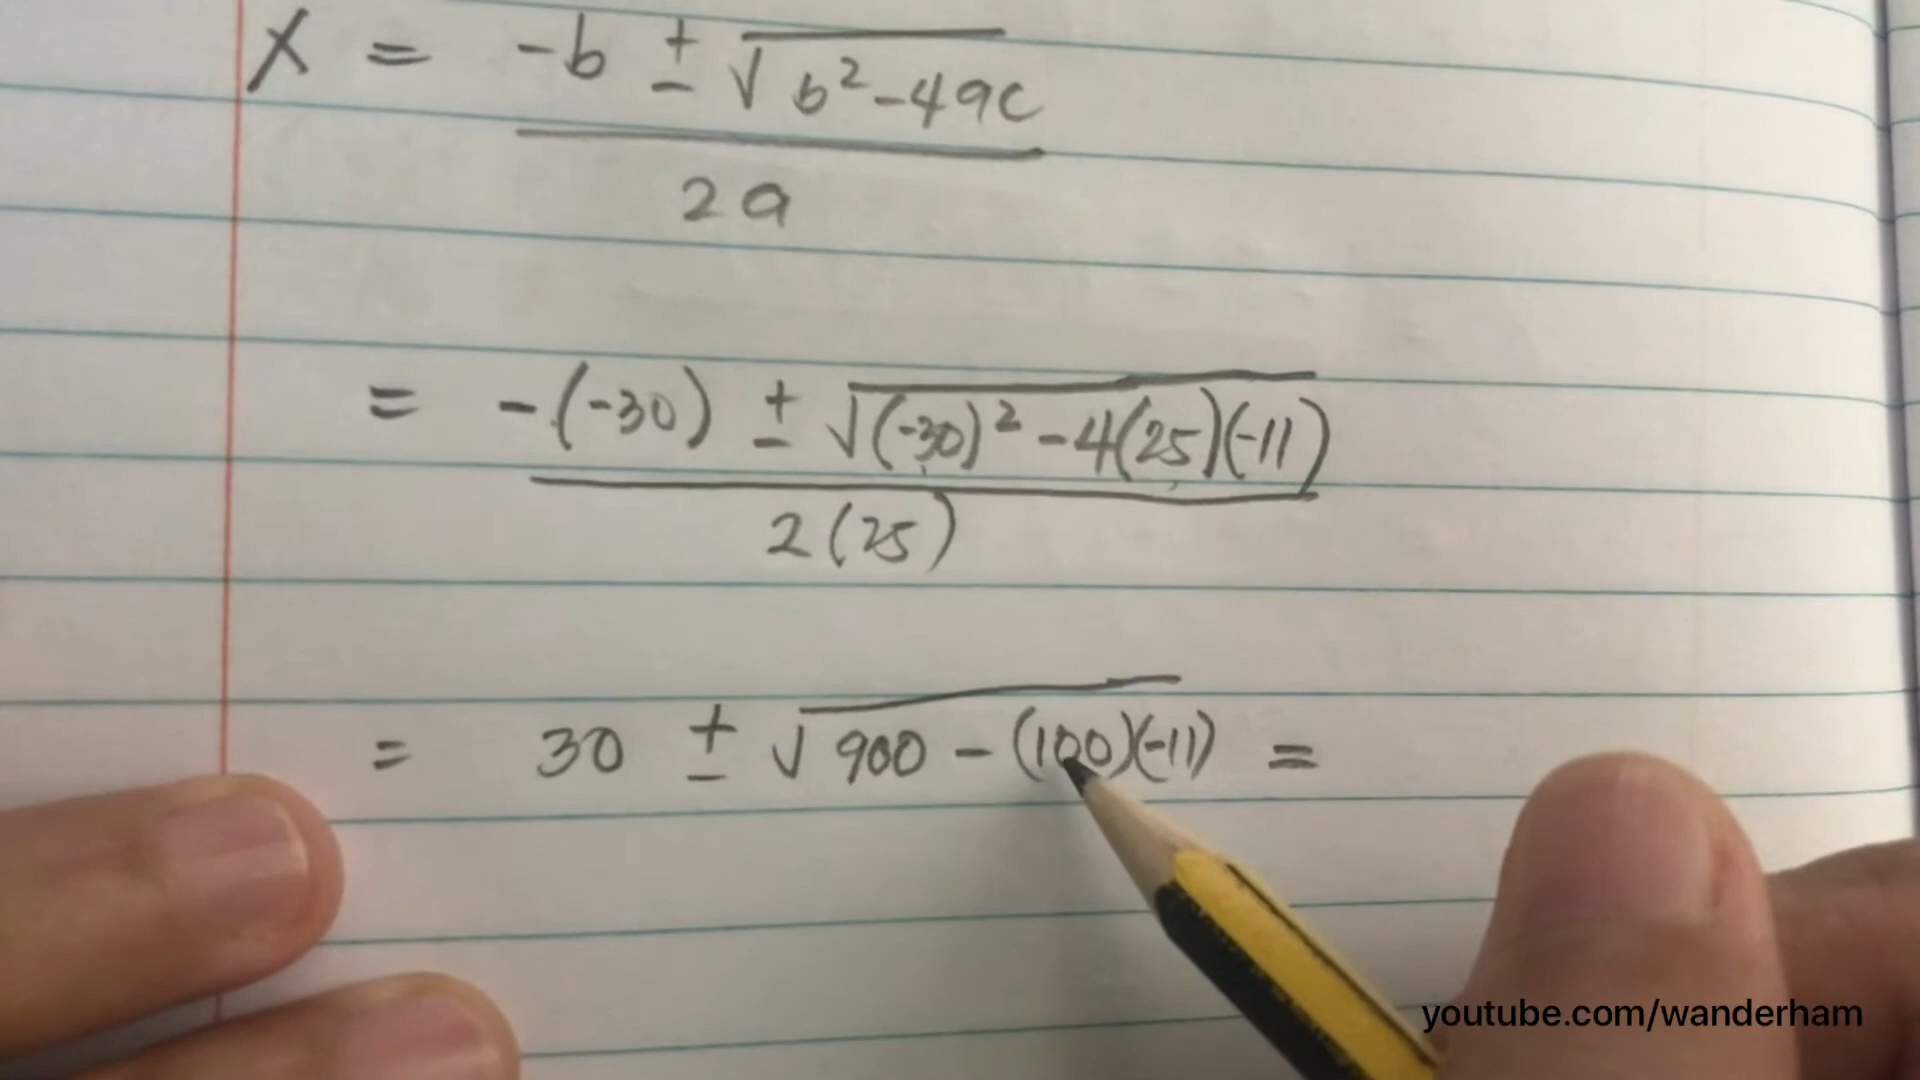 X = -b ± √b²-4ac
2a
= -(-30) ± √(-30)² -4(25)(-11)
2(25)
= 30 ± √900 - (100)(-11) =
youtube.com/wanderham